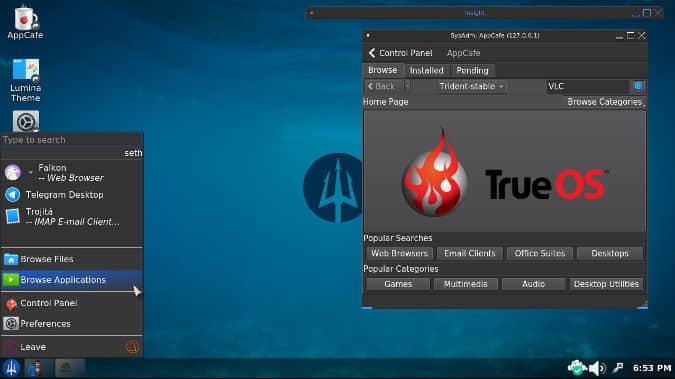 AppCafe
Lumina
Theme
Type to search
seth
Falkon
-- Web Browser
Telegram Desktop
Trojitá
-- IMAP E-mail Client...
Browse Files
Browse Applications
Control Panel
Preferences
Leave
Insight
SysAdm: AppCafe (127.0.0.1)
Control Panel AppCafe
Browse Installed Pending
Back Trident-stable VLC
Home Page Browse Categories
TrueOS
Popular Searches
Web Browsers Email Clients Office Suites Desktops
Popular Categories
Games Multimedia Audio Desktop Utilities
6:53 PM